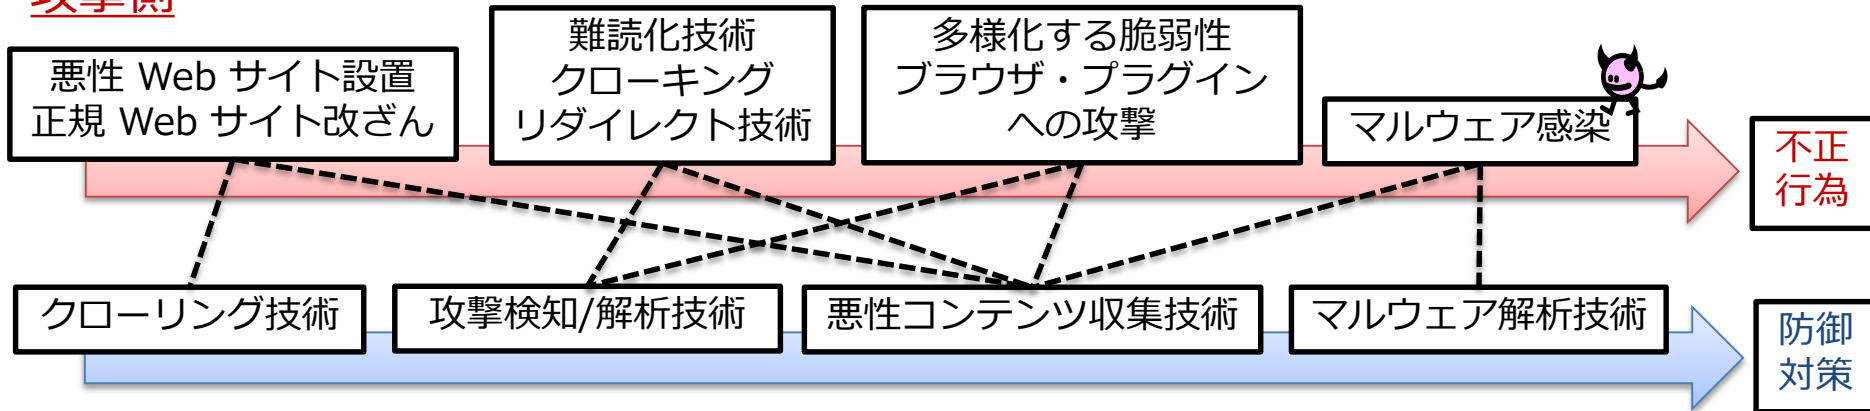 攻撃側
悪性 Web サイト設置
正規 Web サイト改ざん
難読化技術
クローキング
リダイレクト技術
多様化する脆弱性
ブラウザ・プラグイン
への攻撃
マルウェア感染
不正
行為
クローリング技術
攻撃検知/解析技術
悪性コンテンツ収集技術
マルウェア解析技術
防御
対策